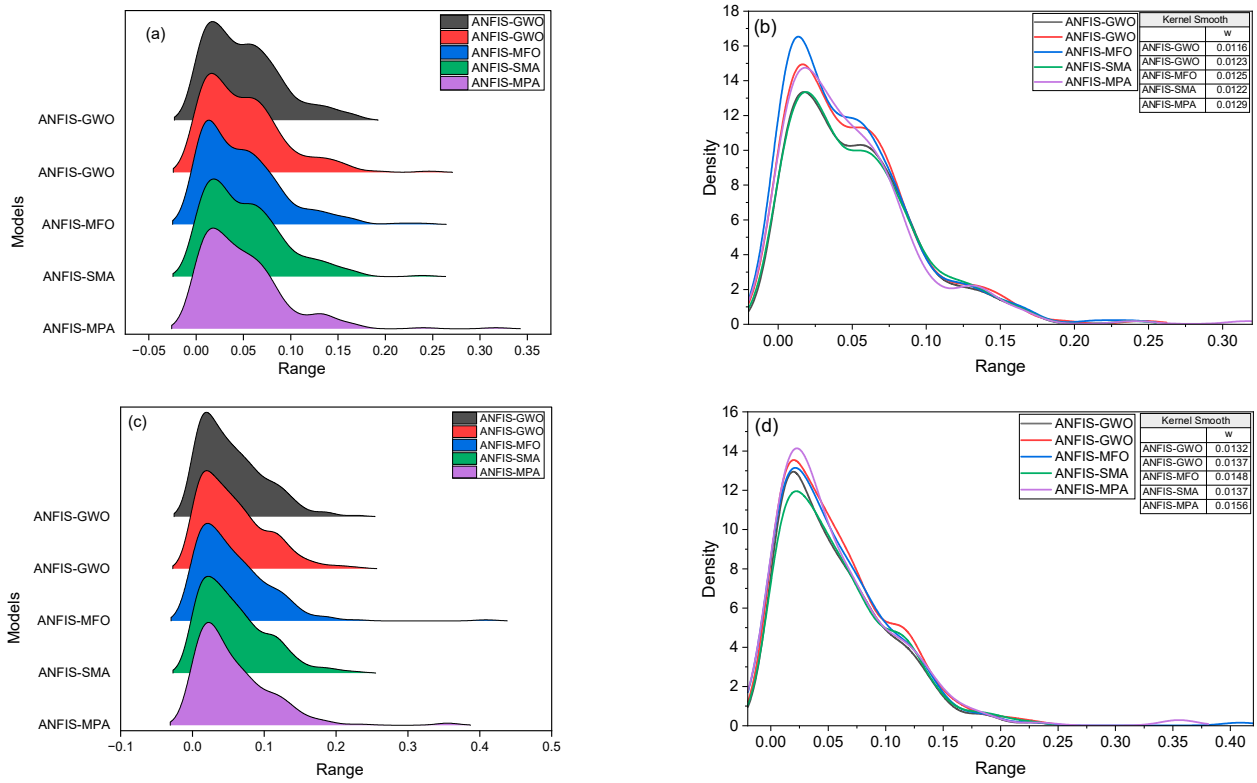 (a)
ANFIS-GWO
ANFIS-GWO
ANFIS-MFO
ANFIS-SMA
ANFIS-MPA
Models
ANFIS-GWO
ANFIS-GWO
ANFIS-MFO
ANFIS-SMA
ANFIS-MPA
-0.05 0.00 0.05 0.10 0.15 0.20 0.25 0.30 0.35
Range
(b)
ANFIS-GWO
ANFIS-GWO
ANFIS-MFO
ANFIS-SMA
ANFIS-MPA
Kernel Smooth
w
ANFIS-GWO 0.0116
ANFIS-GWO 0.0123
ANFIS-MFO 0.0125
ANFIS-SMA 0.0122
ANFIS-MPA 0.0129
Density
18
16
14
12
10
8
6
4
2
0
0.00 0.05 0.10 0.15 0.20 0.25 0.30
Range
(c)
ANFIS-GWO
ANFIS-GWO
ANFIS-MFO
ANFIS-SMA
ANFIS-MPA
Models
ANFIS-GWO
ANFIS-GWO
ANFIS-MFO
ANFIS-SMA
ANFIS-MPA
-0.1 0.0 0.1 0.2 0.3 0.4 0.5
Range
(d)
ANFIS-GWO
ANFIS-GWO
ANFIS-MFO
ANFIS-SMA
ANFIS-MPA
Kernel Smooth
w
ANFIS-GWO 0.0132
ANFIS-GWO 0.0137
ANFIS-MFO 0.0148
ANFIS-SMA 0.0137
ANFIS-MPA 0.0156
Density
16
14
12
10
8
6
4
2
0
0.00 0.05 0.10 0.15 0.20 0.25 0.30 0.35 0.40
Range